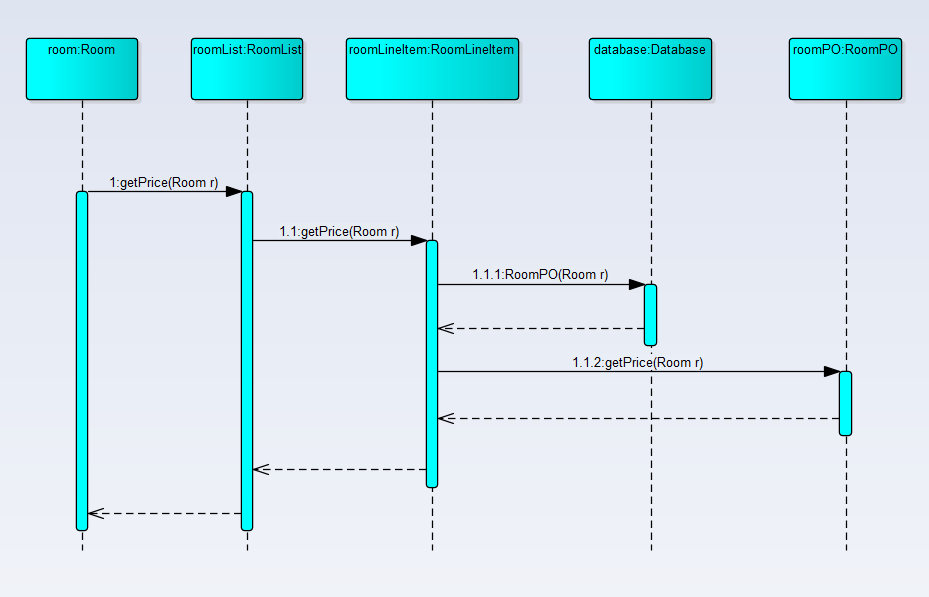 room:Room
roomList:RoomList
roomLineItem:RoomLineItem
database:Database
roomPO:RoomPO
1:getPrice(Room r)
1.1:getPrice(Room r)
1.1.1:RoomPO(Room r)
1.1.2:getPrice(Room r)